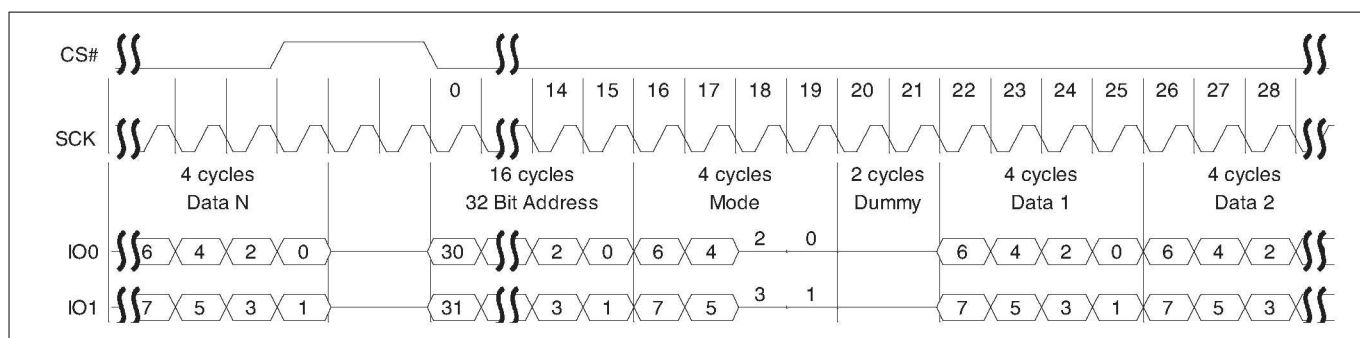 CS#
0 14 15 16 17 18 19 20 21 22 23 24 25 26 27 28
SCK
4 cycles 16 cycles 4 cycles 2 cycles 4 cycles 4 cycles
Data N 32 Bit Address Mode Dummy Data 1 Data 2
IO0 6 4 2 0 30 2 0 6 4 2 0 6 4 2 0 6 4 2
IO1 7 5 3 1 31 3 1 7 5 3 1 7 5 3 1 7 5 3